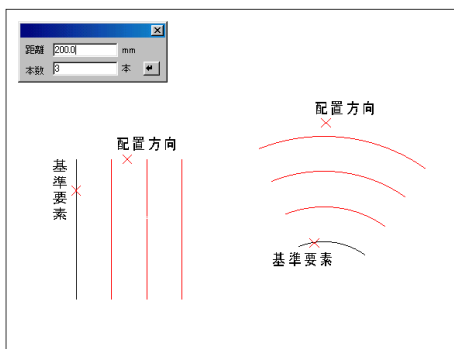 距離 200.0 mm
本数 3 本
配置方向
配置方向
基準要素
基準要素